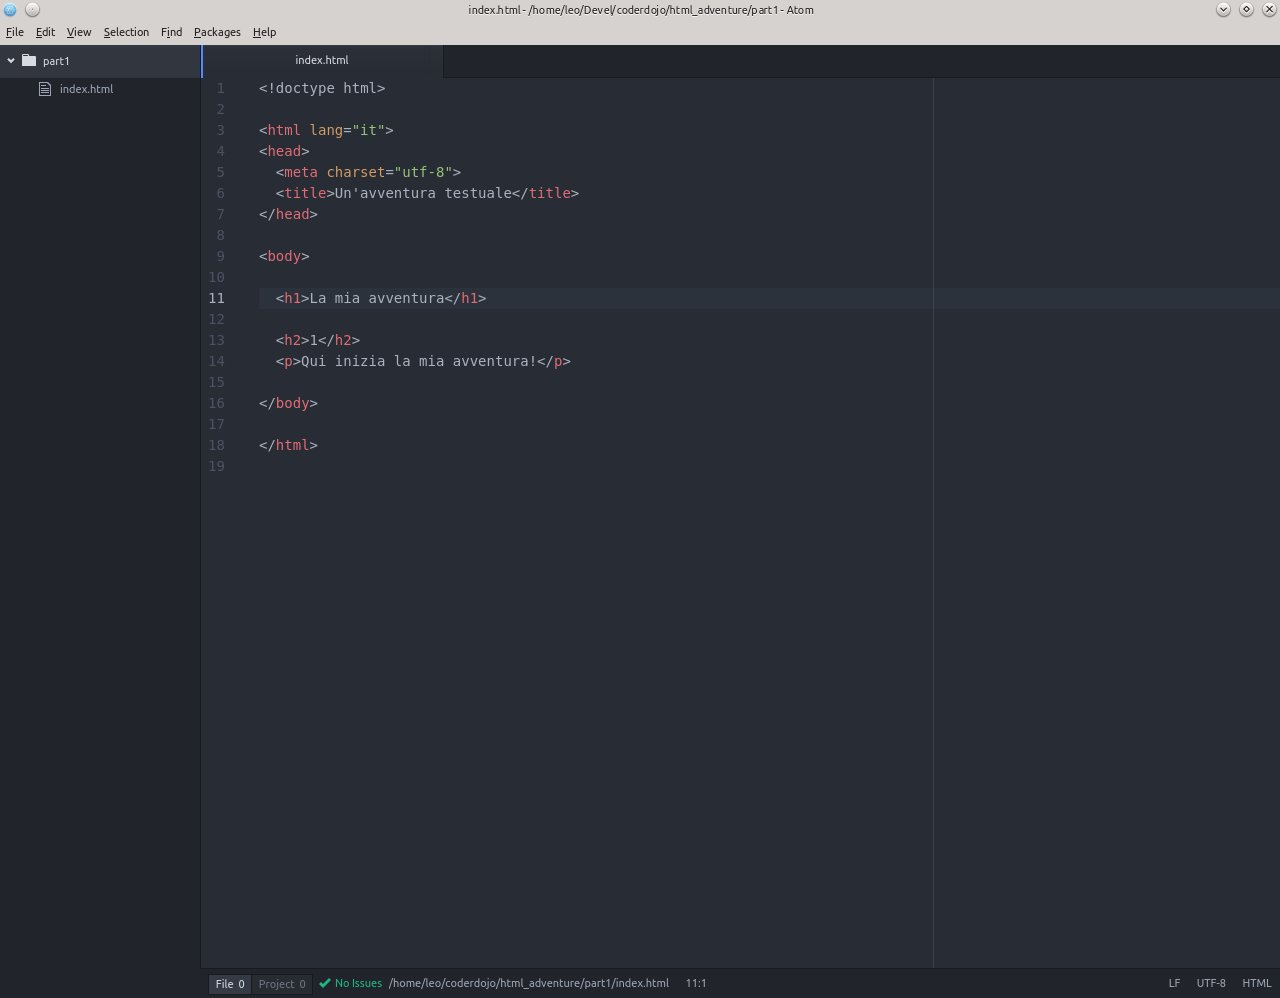 index.html - /home/leo/Devel/coderdojo/html_adventure/part1 - Atom
File Edit View Selection Find Packages Help
part1
index.html
index.html
1 <!doctype html>
2
3 <html lang="it">
4 <head>
5 <meta charset="utf-8">
6 <title>Un'avventura testuale</title>
7 </head>
8
9 <body>
10
11 <h1>La mia avventura</h1>
12
13 <h2>1</h2>
14 <p>Qui inizia la mia avventura!</p>
15
16 </body>
17
18 </html>
19
File 0 Project 0 No Issues /home/leo/coderdojo/html_adventure/part1/index.html 11:1 LF UTF-8 HTML